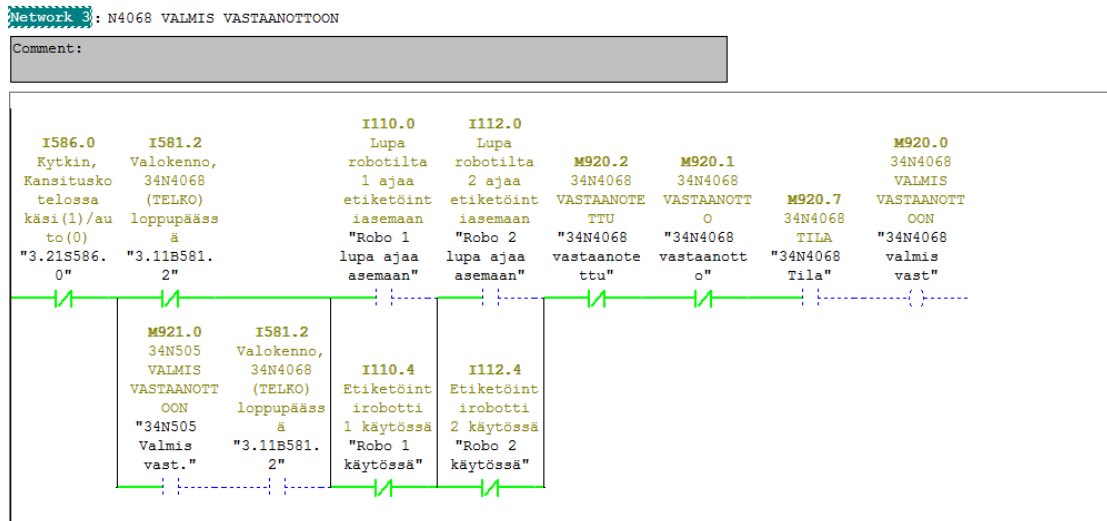 Network 3: N4068 VALMIS VASTAANOTTOON
Comment:
I586.0
Kytkin,
Kansitusko
telossa
käsi(1)/au
to(0)
"3.21S586.
0"
I581.2
Valokenno,
34N4068
(TELKO)
loppupääss
ä
"3.11B581.
2"
I110.0
Lupa
robotilta
1 ajaa
etiketöint
iasemaan
"Robo 1
lupa ajaa
asemaan"
I112.0
Lupa
robotilta
2 ajaa
etiketöint
iasemaan
"Robo 2
lupa ajaa
asemaan"
M920.2
34N4068
VASTAANOTE
TTU
"34N4068
vastaanote
ttu"
M920.1
34N4068
VASTAANOTT
O
"34N4068
vastaanott
o"
M920.7
34N4068
TILA
"34N4068
Tila"
M920.0
34N4068
VALMIS
VASTAANOTT
OON
"34N4068
valmis
vast"
M921.0
34N505
VALMIS
VASTAANOTT
OON
"34N505
Valmis
vast."
I581.2
Valokenno,
34N4068
(TELKO)
loppupääss
ä
"3.11B581.
2"
I110.4
Etiketöint
irobotti
1 käytössä
"Robo 1
käytössä"
I112.4
Etiketöint
irobotti
2 käytössä
"Robo 2
käytössä"